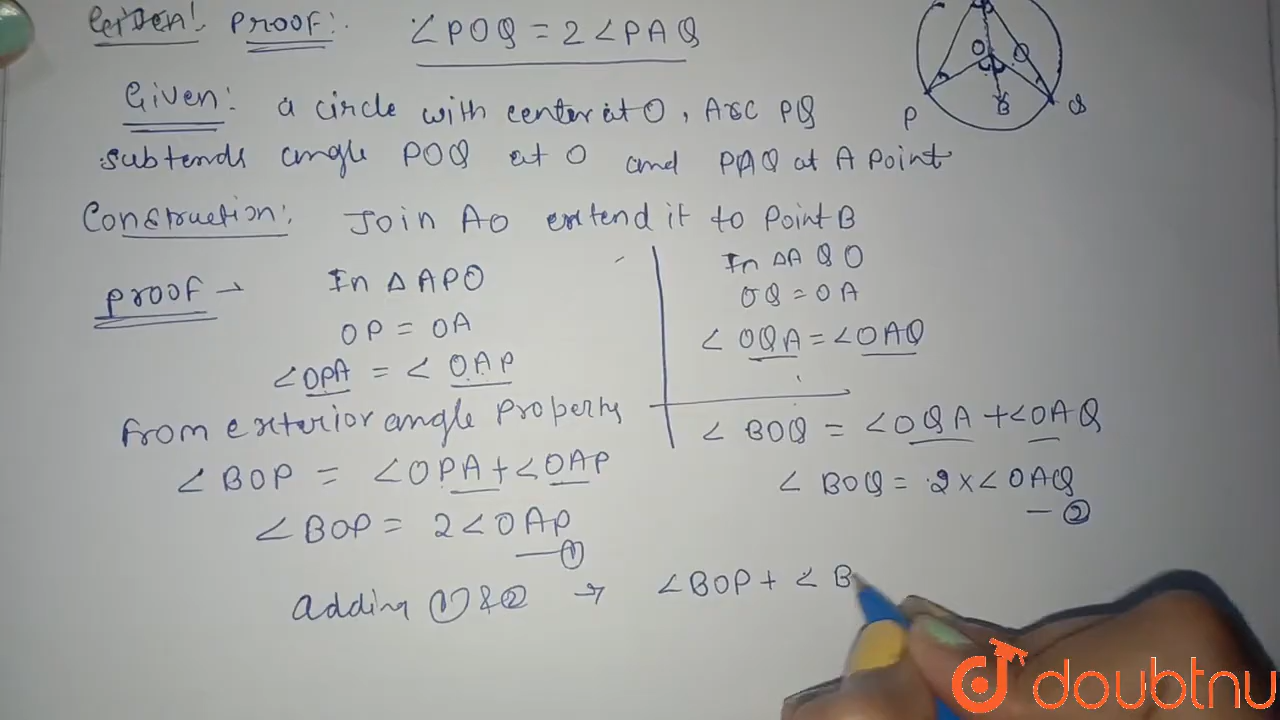 Proof:. ∠POQ = 2∠PAQ
Given: a circle with center at O, Arc PQ
subtends angle POQ at O and PAQ at A Point
Construction: Join AO extend it to Point B
Proof → In △ APO
OP = OA
∠OPA = ∠ OAP
From exterior angle Property
∠ BOP = ∠OPA + ∠OAP
∠BOP = 2∠OAP
— ①
In △A Q O
OQ = OA
∠ OQA = ∠OAQ
∠ BOQ = ∠OQA + ∠OAQ
∠ BOQ = 2 × ∠ OAQ
— ②
adding ① & ② → ∠BOP + ∠ B
O
P
B
Q
doubtnut